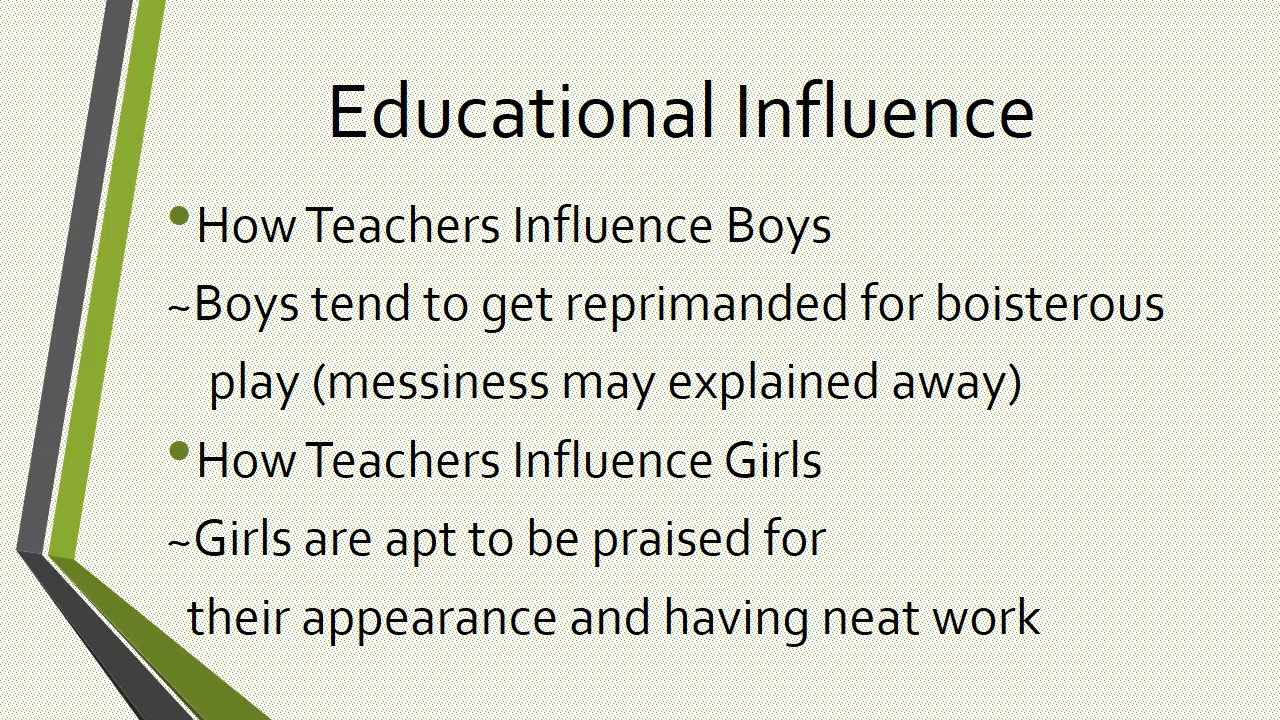 Educational Influence
•How Teachers Influence Boys
~Boys tend to get reprimanded for boisterous
play (messiness may explained away)
•How Teachers Influence Girls
~Girls are apt to be praised for
their appearance and having neat work